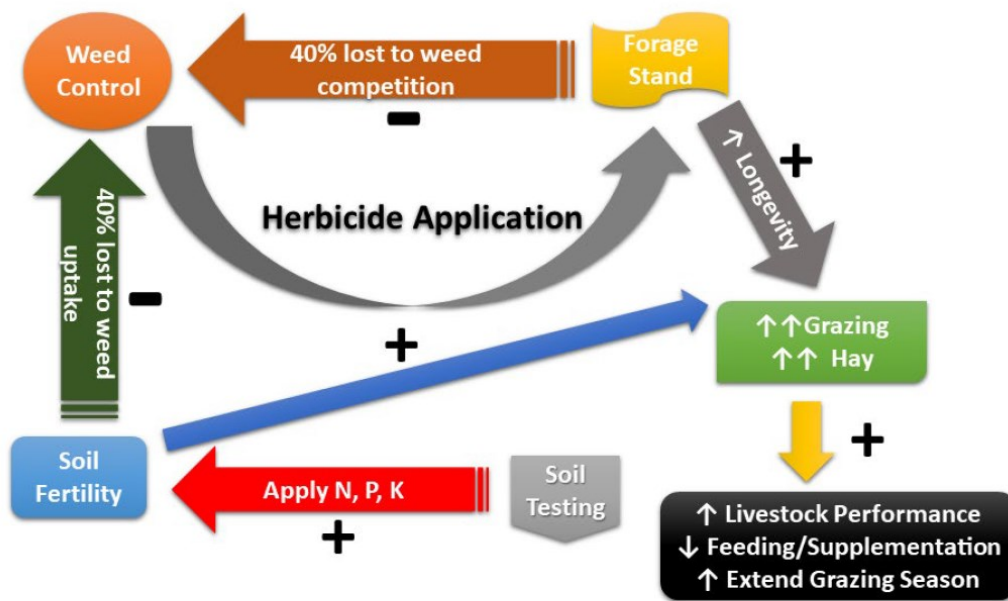 Weed
Control
40% lost to weed
competition
-
Forage
Stand
↑ Longevity
+
Herbicide Application
+
40% lost to weed
uptake
-
↑↑Grazing
↑↑ Hay
+
Soil
Fertility
Apply N, P, K
+
Soil
Testing
↑ Livestock Performance
↓ Feeding/Supplementation
↑ Extend Grazing Season